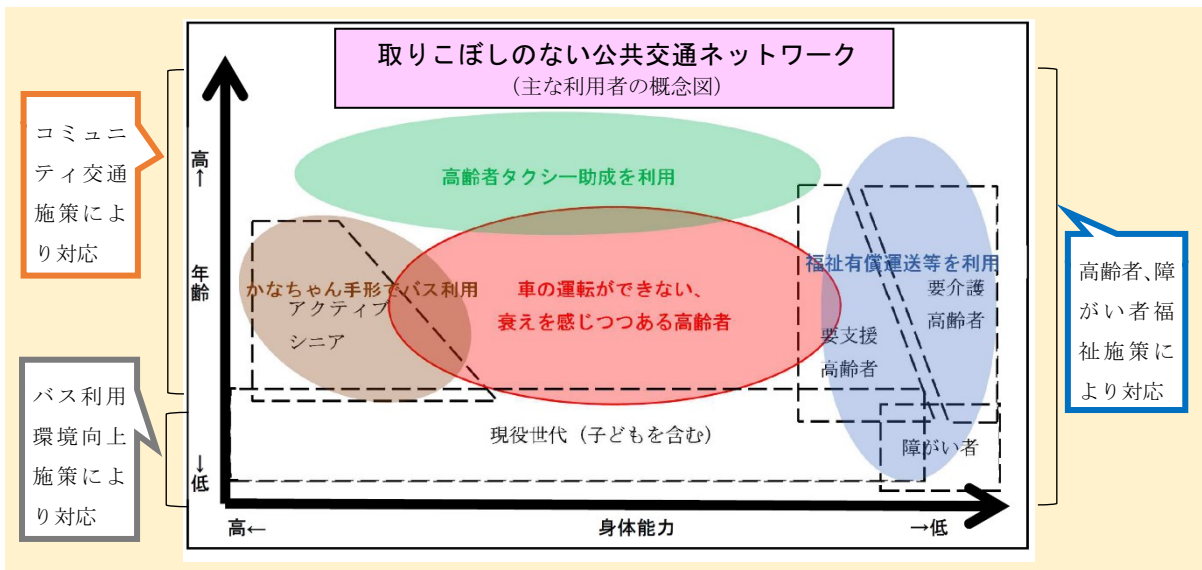 取りこぼしのない公共交通ネットワーク
(主な利用者の概念図)
コミュニ
ティ交通
施策によ
り対応
バス利用
環境向上
施策によ
り対応
高↑
年齢
↓低
高齢者タクシー助成を利用
かなちゃん手形でバス利用
アクティブ
シニア
車の運転ができない、
衰えを感じつつある高齢者
福祉有償運送等を利用
要介護
高齢者
要支援
高齢者
現役世代(子どもを含む)
障がい者
高←
身体能力
→低
高齢者、障
がい者福
祉施策に
より対応